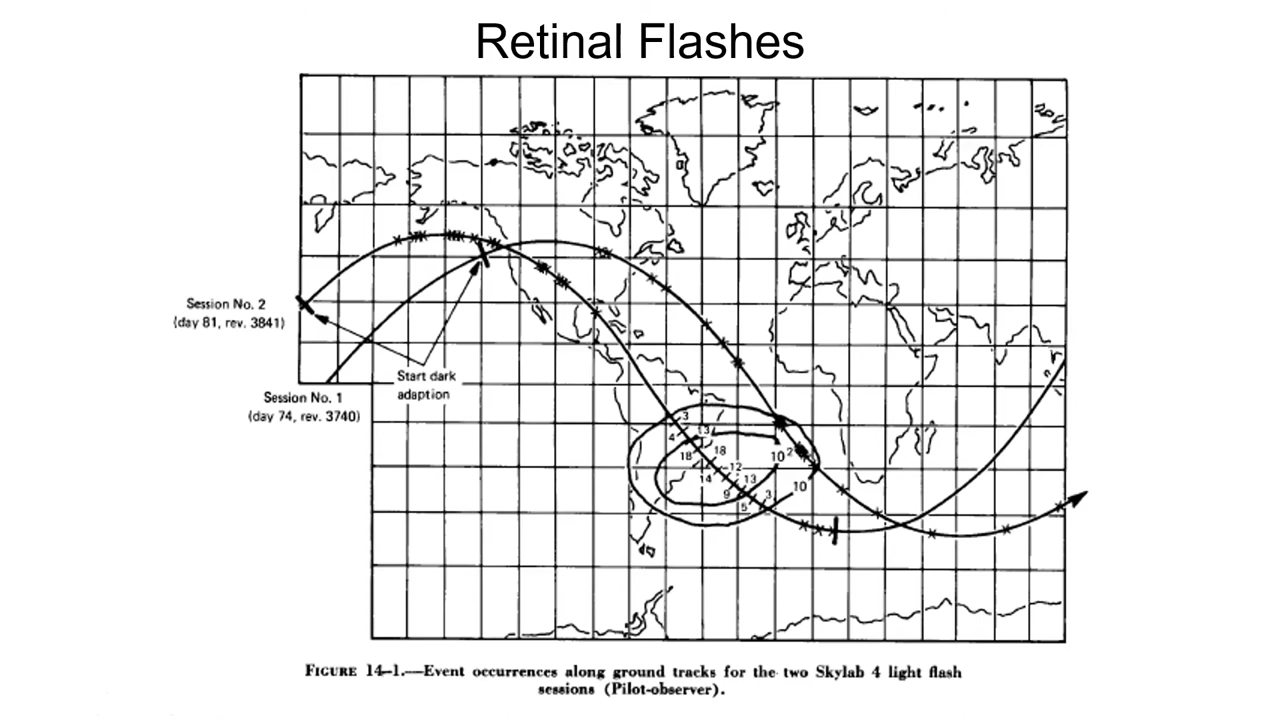 Retinal Flashes
Session No. 2
(day 81, rev. 3841)
Start dark
adaption
Session No. 1
(day 74, rev. 3740)
3
4
13
18
18
10²
12
14
13
10
9
3
5
FIGURE 14–1.—Event occurrences along ground tracks for the two Skylab 4 light flash
sessions (Pilot-observer).